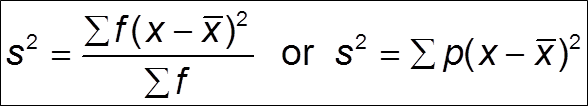 s² = ∑f(x − x̅)² / ∑f or s² = ∑p(x − x̅)²